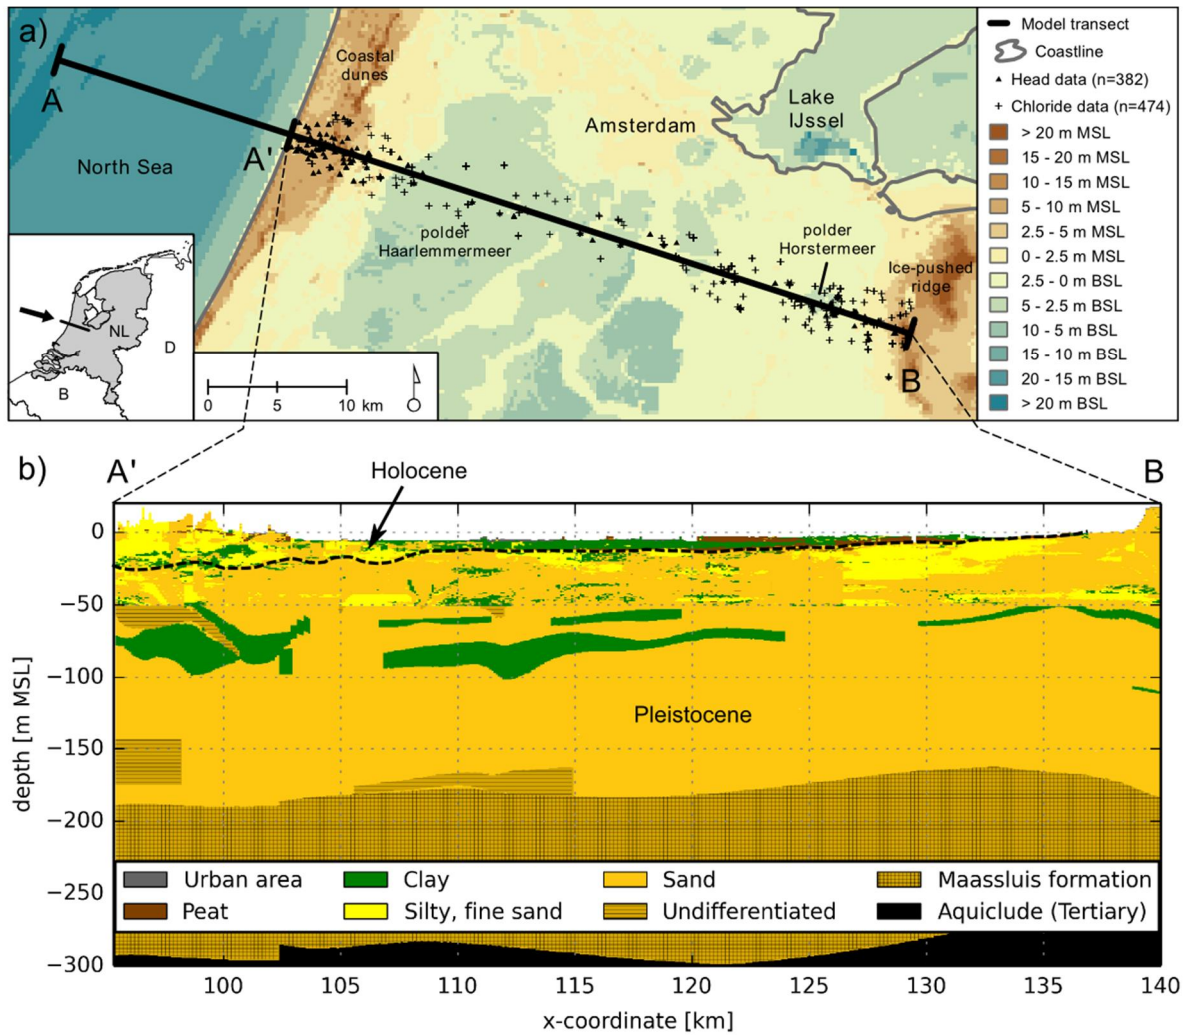 a)
A
North Sea
A'
Coastal
dunes
Amsterdam
Lake
IJssel
polder
Haarlemmermeer
polder
Horstermeer
Ice-pushed
ridge
B
NL
D
B
0 5 10 km
Model transect
Coastline
Head data (n=382)
Chloride data (n=474)
> 20 m MSL
15 - 20 m MSL
10 - 15 m MSL
5 - 10 m MSL
2.5 - 5 m MSL
0 - 2.5 m MSL
2.5 - 0 m BSL
5 - 2.5 m BSL
10 - 5 m BSL
15 - 10 m BSL
20 - 15 m BSL
> 20 m BSL
b)
A'
Holocene
B
0
−50
−100
−150
−200
−250
−300
depth [m MSL]
Pleistocene
Urban area
Clay
Sand
Maassluis formation
Peat
Silty, fine sand
Undifferentiated
Aquiclude (Tertiary)
100 105 110 115 120 125 130 135 140
x-coordinate [km]